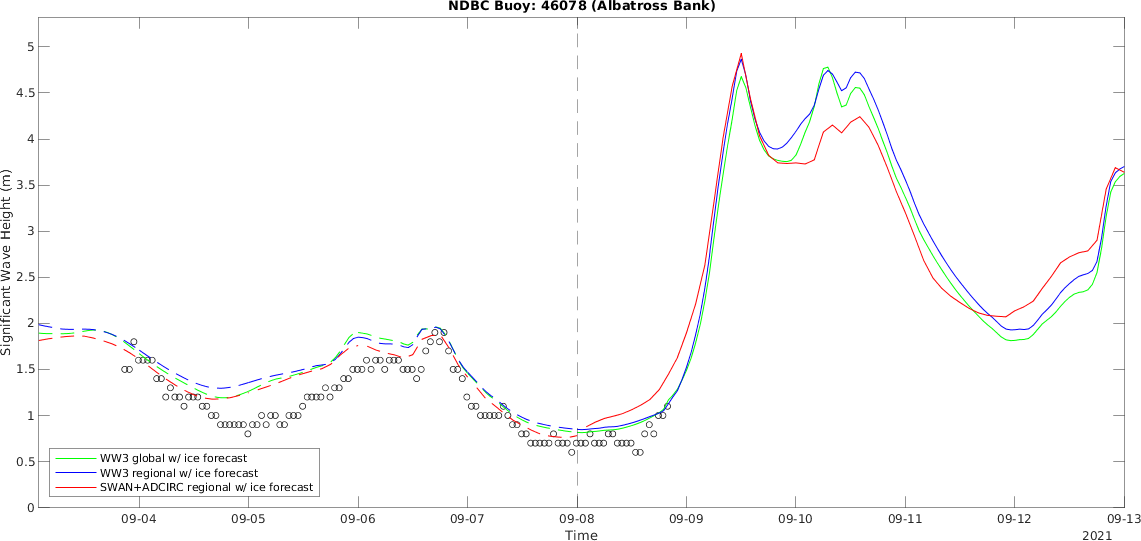 NDBC Buoy: 46078 (Albatross Bank)
Significant Wave Height (m)
5
4.5
4
3.5
3
2.5
2
1.5
1
0.5
0
WW3 global w/ ice forecast
WW3 regional w/ ice forecast
SWAN+ADCIRC regional w/ ice forecast
09-04 09-05 09-06 09-07 09-08 09-09 09-10 09-11 09-12 09-13
Time
2021